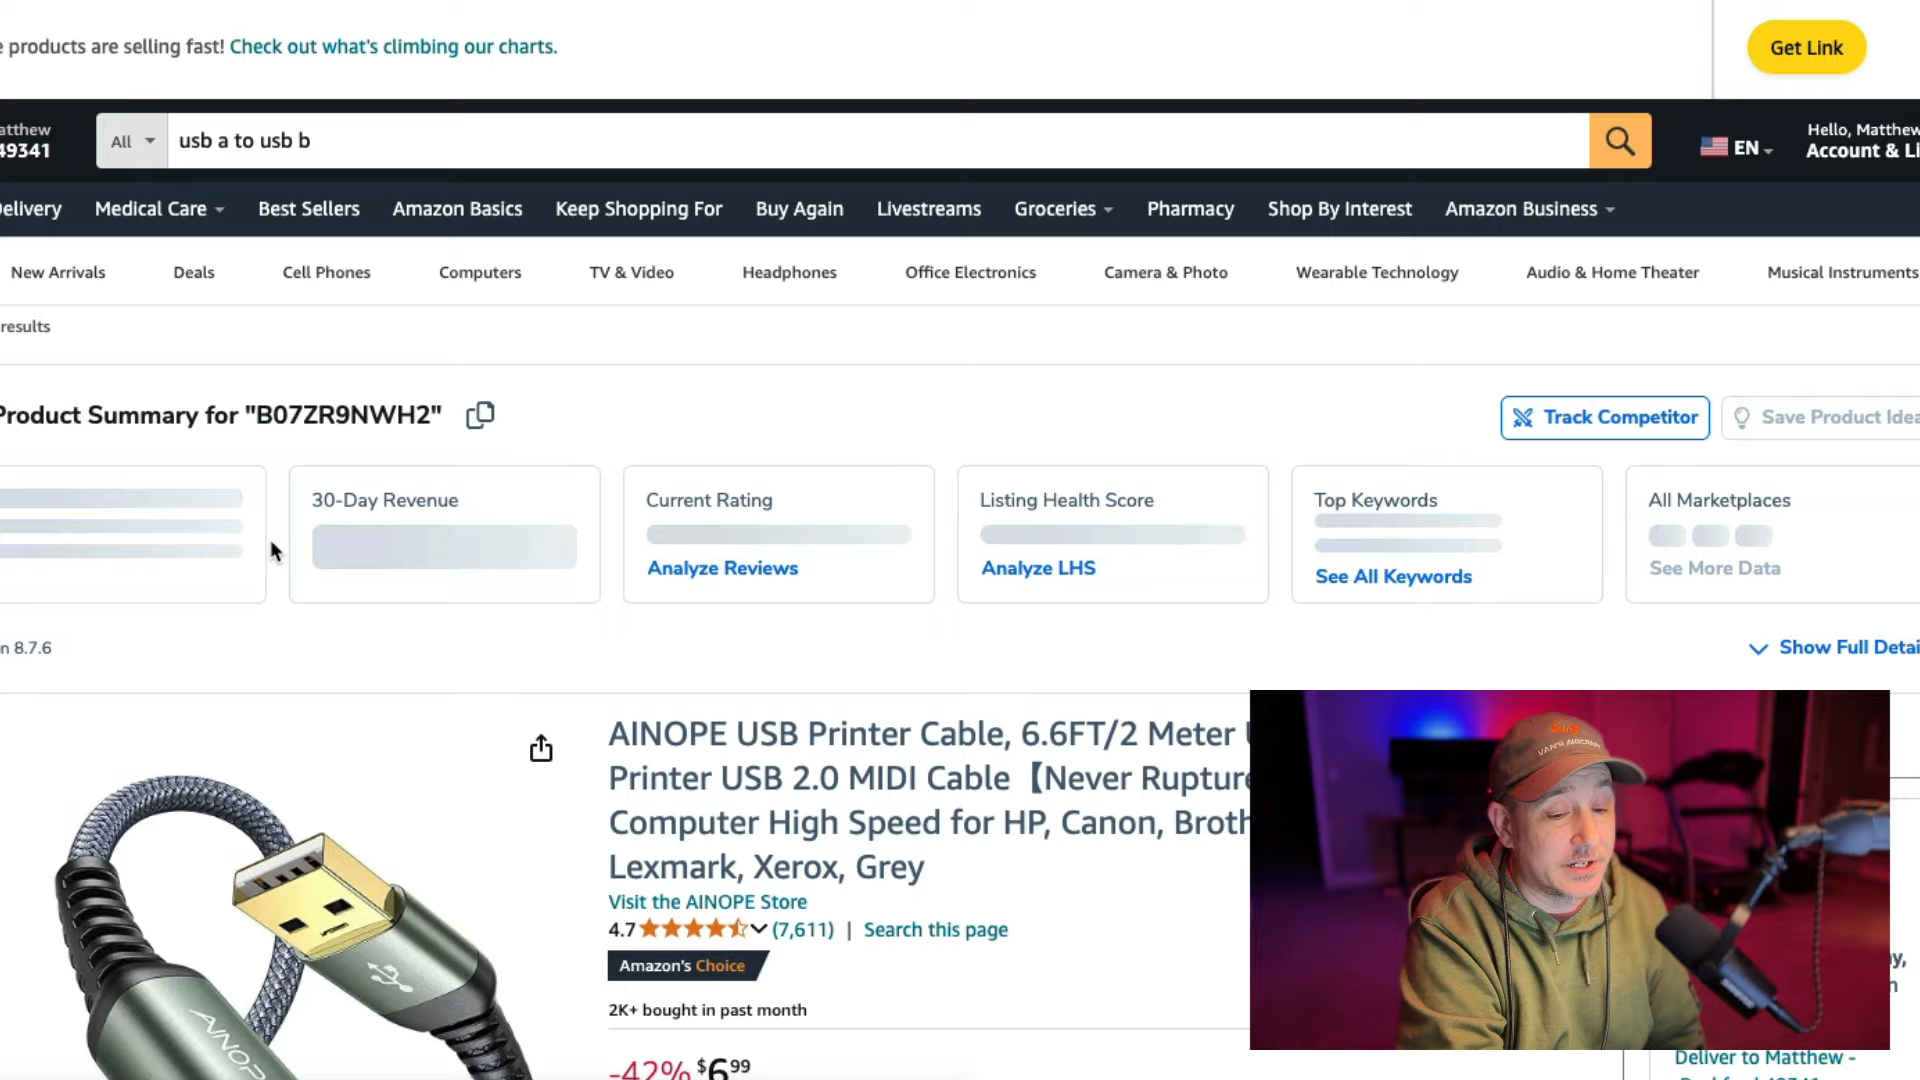 products are selling fast! Check out what's climbing our charts.
Get Link
49341
All
usb a to usb b
EN
Hello, Matthew
Account &
Medical Care
Best Sellers
Amazon Basics
Keep Shopping For
Buy Again
Livestreams
Groceries
Pharmacy
Shop By Interest
Amazon Business
New Arrivals
Deals
Cell Phones
Computers
TV & Video
Headphones
Office Electronics
Camera & Photo
Wearable Technology
Audio & Home Theater
Musical Instruments
results
Product Summary for "B07ZR9NWH2"
Track Competitor
Save Product Idea
30-Day Revenue
Current Rating
Analyze Reviews
Listing Health Score
Analyze LHS
Top Keywords
See All Keywords
All Marketplaces
See More Data
8.7.6
Show Full
AINOPE USB Printer Cable, 6.6FT/2 Meter
Printer USB 2.0 MIDI Cable【Never Rupture
Computer High Speed for HP, Canon,
Lexmark, Xerox, Grey
Visit the AINOPE Store
4.7 (7,611) | Search this page
Amazon's Choice
2K+ bought in past month
-42% $6.99
VAN'S AIRCRAFT
Deliver to Matthew -